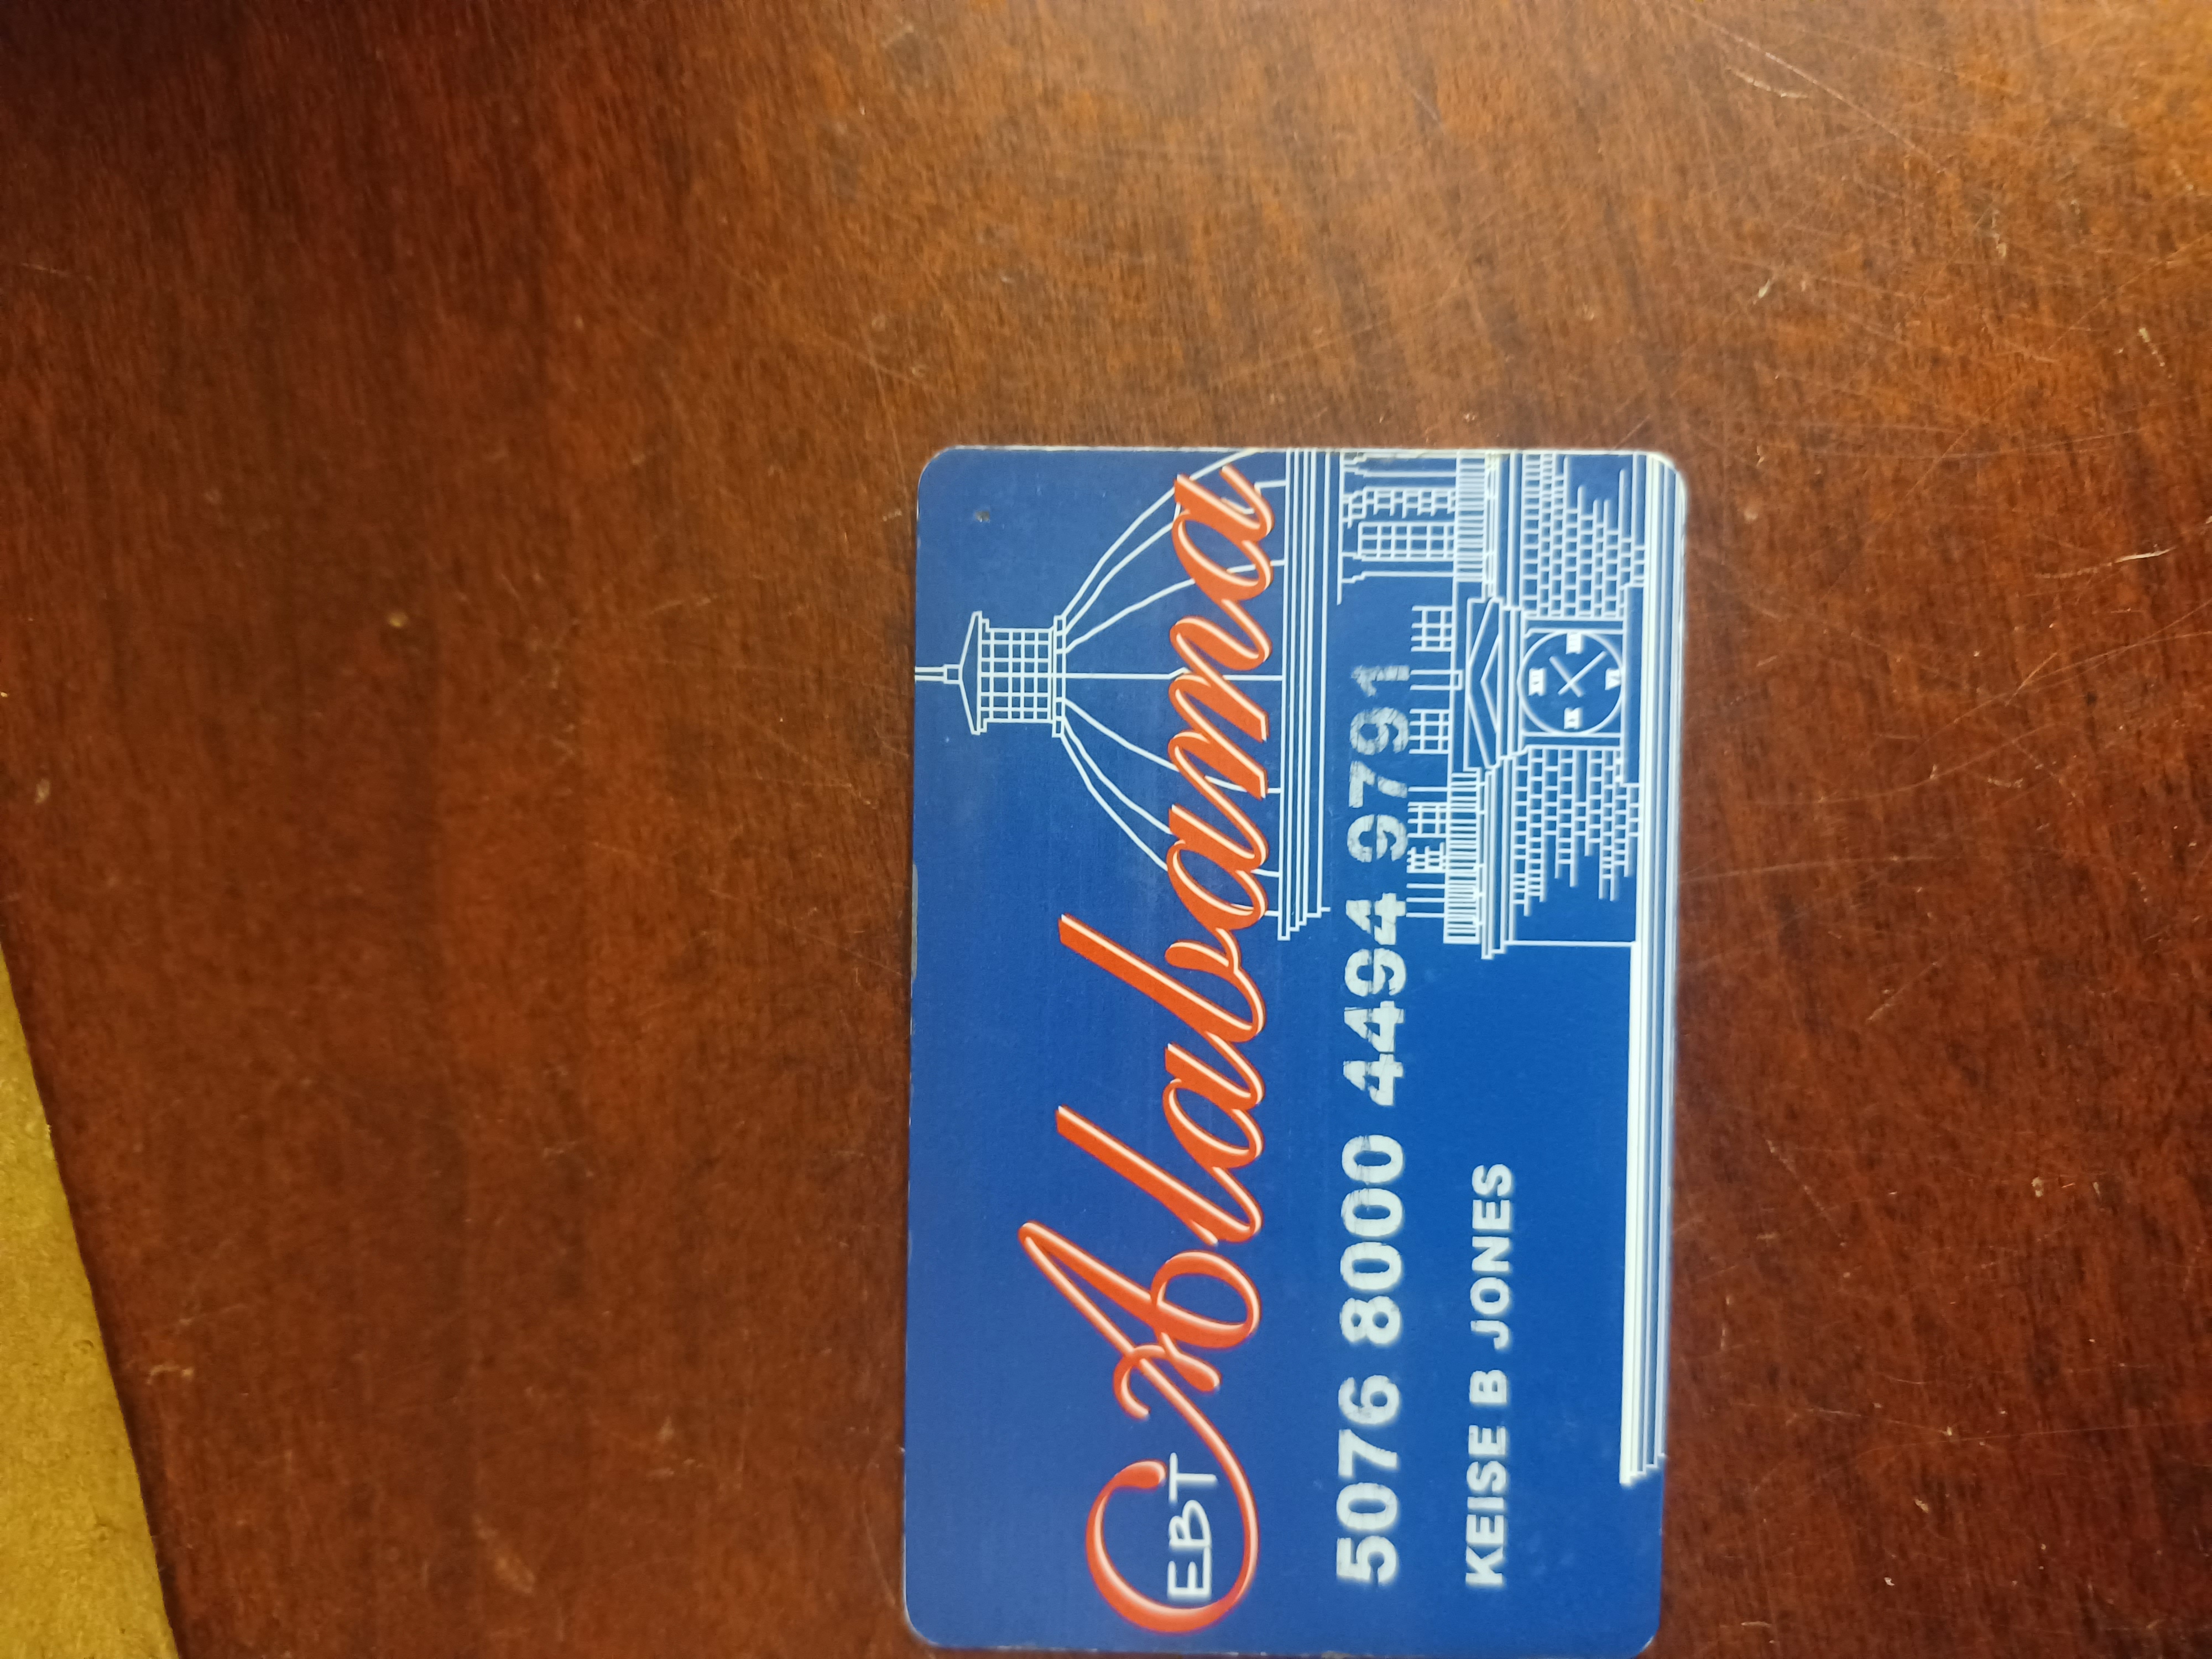 EBT Alabama
5076 8000 4494 9791
KEISE B JONES